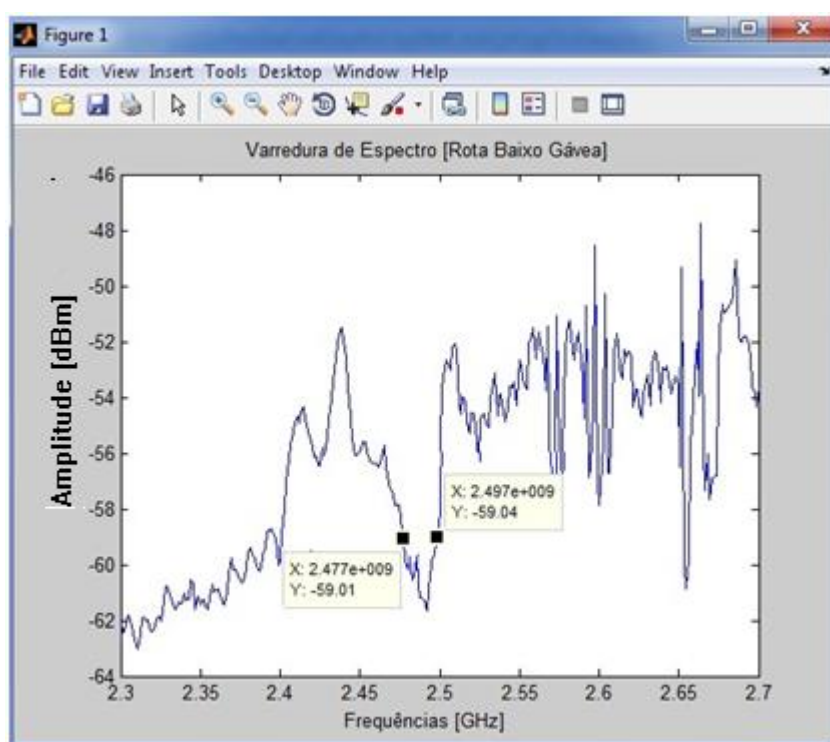 Figure 1
File Edit View Insert Tools Desktop Window Help
Varredura de Espectro [Rota Baixo Gávea]
Amplitude [dBm]
-46
-48
-50
-52
-54
-56
-58
-60
-62
-64
X: 2.497e+009
Y: -59.04
X: 2.477e+009
Y: -59.01
2.3 2.35 2.4 2.45 2.5 2.55 2.6 2.65 2.7
Frequências [GHz]